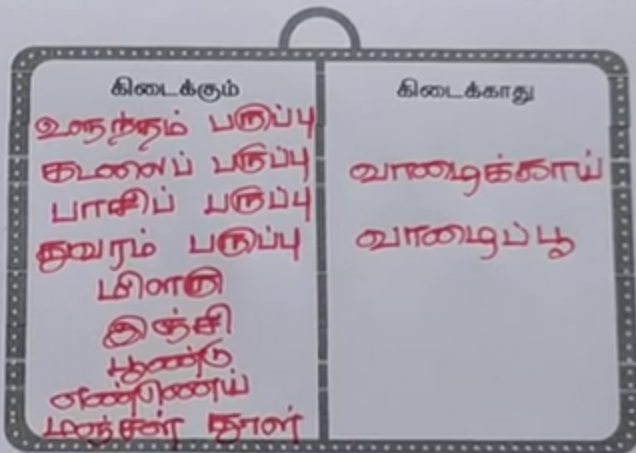 கிடைக்கும்
உளுந்தம் பருப்பு
கடலைப் பருப்பு
பாசிப் பருப்பு
துவரம் பருப்பு
மிளகு
இஞ்சி
பூண்டு
எண்ணெய்
மஞ்சள் தூள்
கிடைக்காது
வாழைக்காய்
வாழைப்பூ